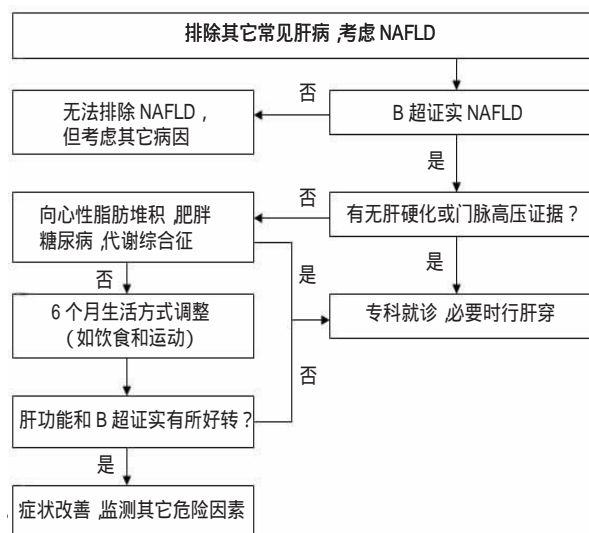 排除其它常见肝病,考虑 NAFLD
否
无法排除 NAFLD,
但考虑其它病因
B 超证实 NAFLD
是
向心性脂肪堆积,肥胖
糖尿病,代谢综合征
否
有无肝硬化或门脉高压证据?
否
是
是
6 个月生活方式调整
(如饮食和运动)
专科就诊,必要时行肝穿
否
肝功能和 B 超证实有所好转?
是
症状改善,监测其它危险因素